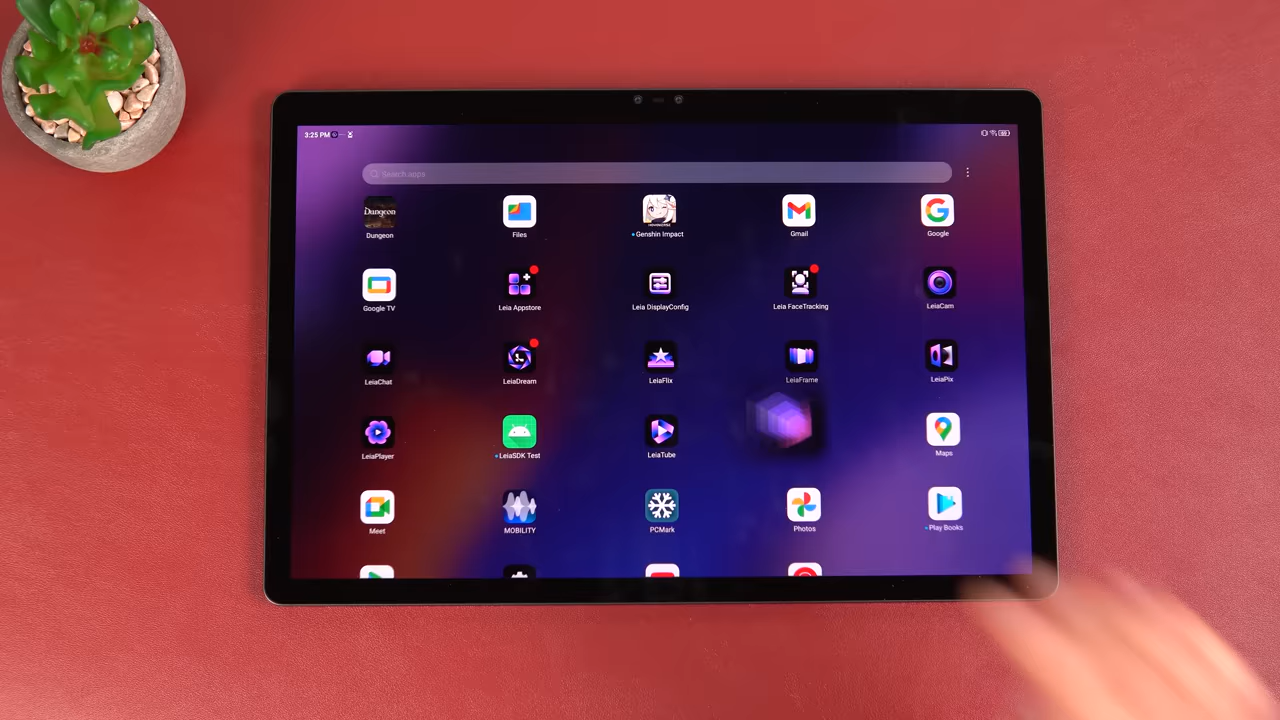 3:25 PM
Search apps
Dungeon
Dungeon
Files
Genshin Impact
Gmail
Google
Google TV
Leia Appstore
Leia DisplayConfig
Leia FaceTracking
LeiaCam
LeiaChat
LeiaDream
LeiaFlix
LeiaFrame
LeiaPix
LeiaPlayer
LeiaSDK Test
LeiaTube
Maps
Meet
MOBILITY
PCMark
Photos
Play Books